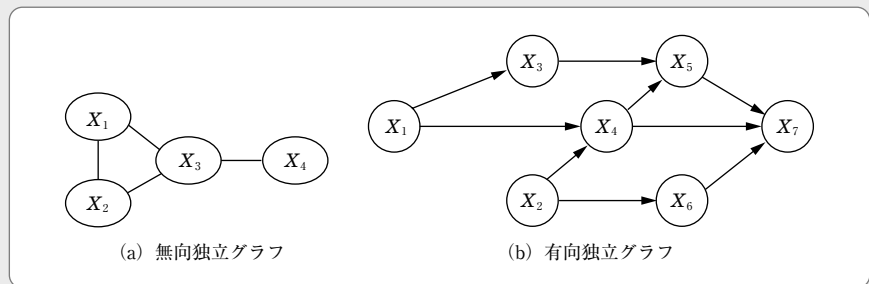 X₁
X₂
X₃
X₄
(a) 無向独立グラフ
X₁
X₃
X₅
X₄
X₇
X₂
X₆
(b) 有向独立グラフ